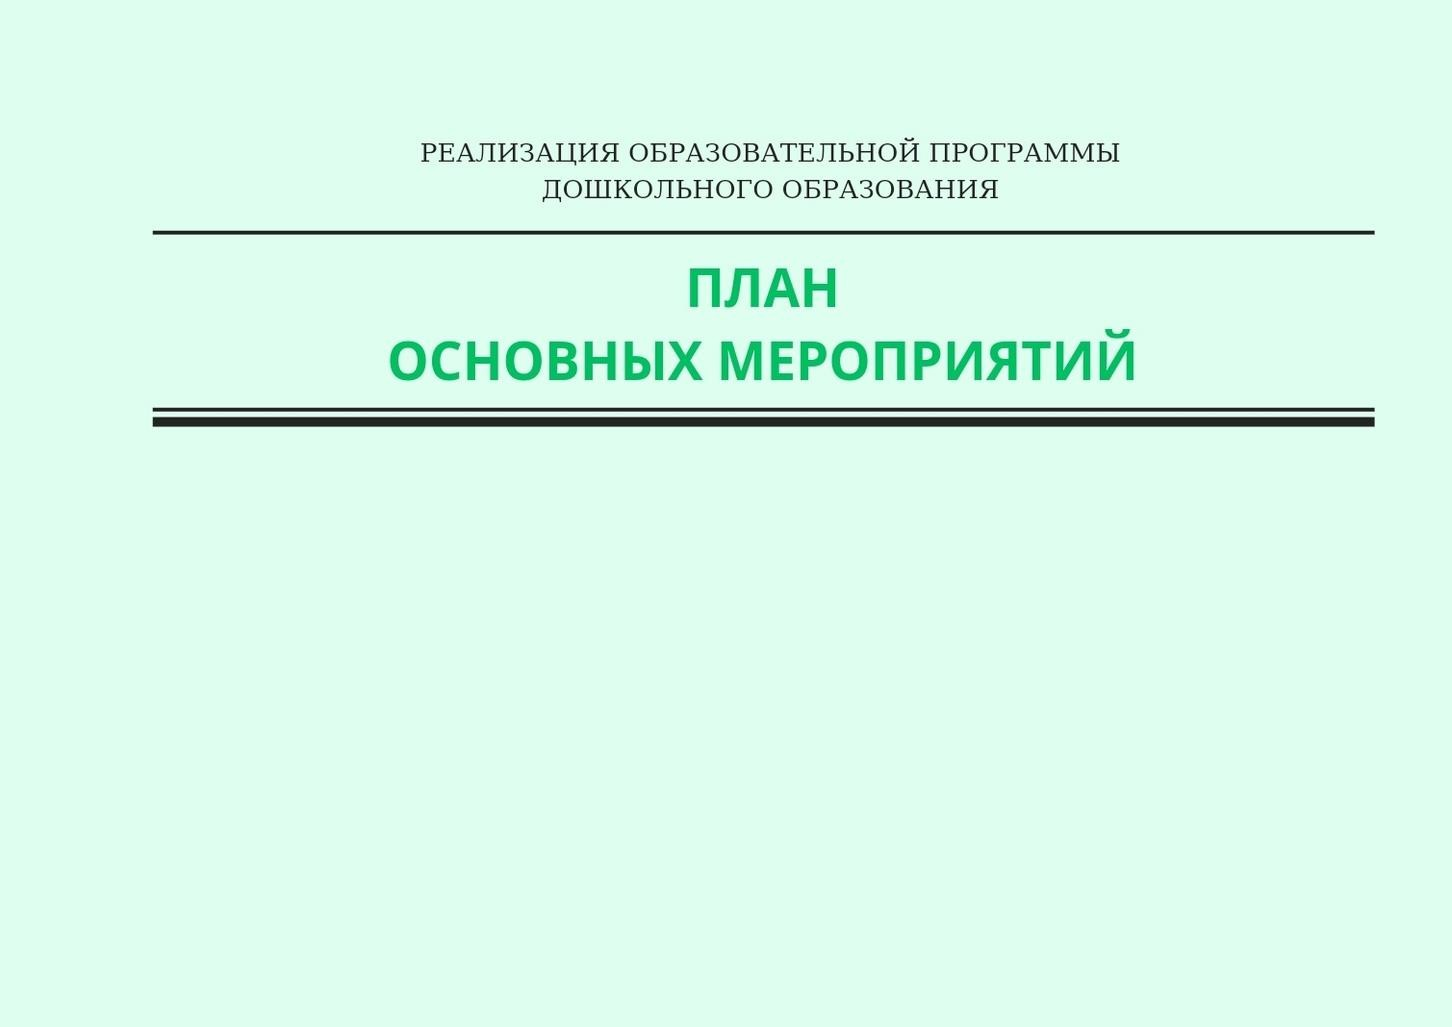 РЕАЛИЗАЦИЯ ОБРАЗОВАТЕЛЬНОЙ ПРОГРАММЫ
ДОШКОЛЬНОГО ОБРАЗОВАНИЯ
ПЛАН
ОСНОВНЫХ МЕРОПРИЯТИЙ